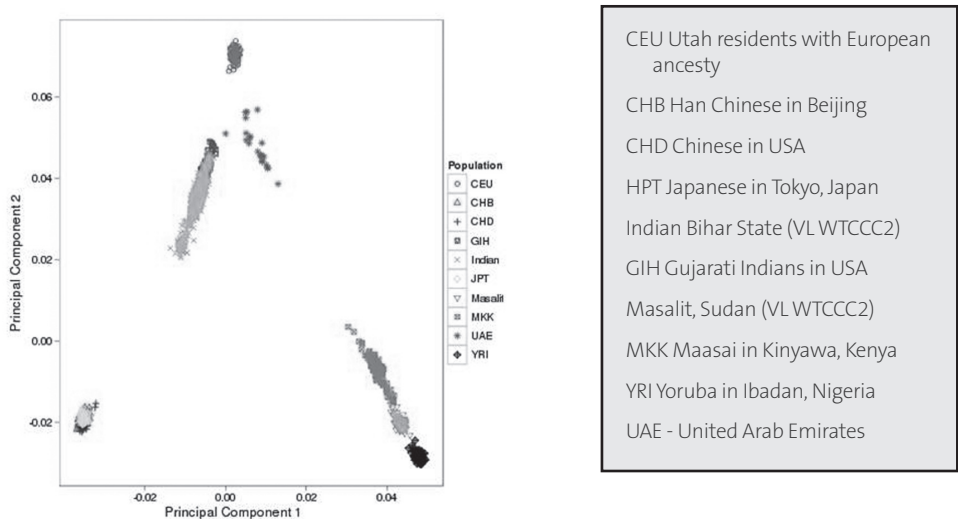 0.06
0.04
0.02
0.00
-0.02
Principal Component 2
-0.02
0.00
0.02
0.04
Principal Component 1
Population
CEU
CHB
CHD
GIH
Indian
JPT
Masalit
MKK
UAE
YRI
CEU Utah residents with European
ancesty
CHB Han Chinese in Beijing
CHD Chinese in USA
HPT Japanese in Tokyo, Japan
Indian Bihar State (VL WTCCC2)
GIH Gujarati Indians in USA
Masalit, Sudan (VL WTCCC2)
MKK Maasai in Kinyawa, Kenya
YRI Yoruba in Ibadan, Nigeria
UAE - United Arab Emirates